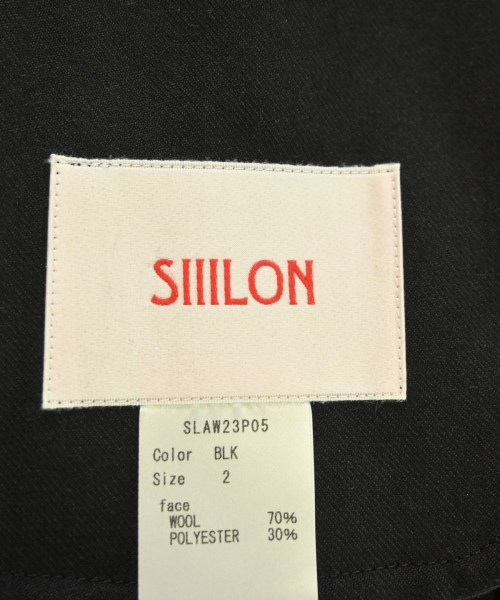 SIIILON
SLAW23P05
Color BLK
Size 2
face
WOOL 70%
POLYESTER 30%